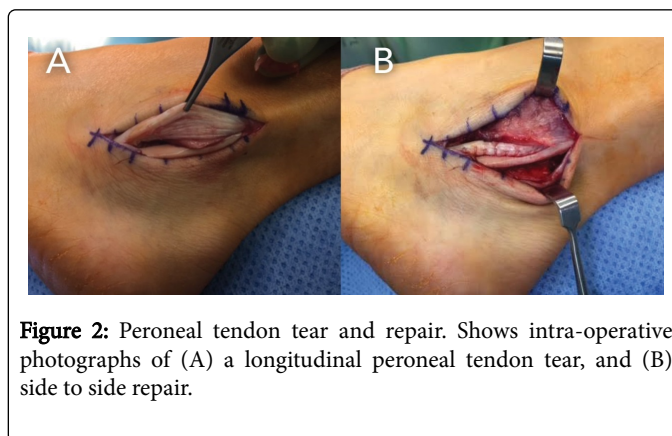 A
B
Figure 2: Peroneal tendon tear and repair. Shows intra-operative
photographs of (A) a longitudinal peroneal tendon tear, and (B)
side to side repair.